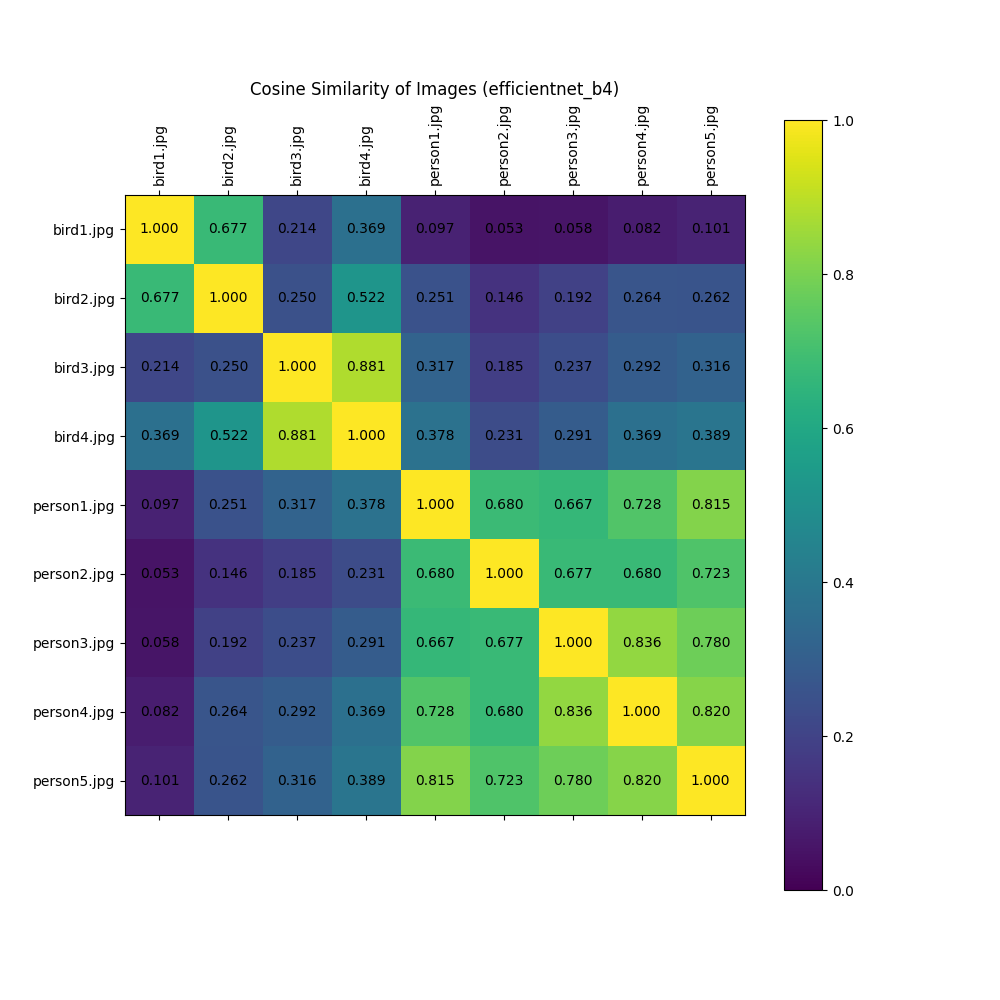 Cosine Similarity of Images (efficientnet_b4)
bird1.jpg bird2.jpg bird3.jpg bird4.jpg person1.jpg person2.jpg person3.jpg person4.jpg person5.jpg
bird1.jpg 1.000 0.677 0.214 0.369 0.097 0.053 0.058 0.082 0.101
bird2.jpg 0.677 1.000 0.250 0.522 0.251 0.146 0.192 0.264 0.262
bird3.jpg 0.214 0.250 1.000 0.881 0.317 0.185 0.237 0.292 0.316
bird4.jpg 0.369 0.522 0.881 1.000 0.378 0.231 0.291 0.369 0.389
person1.jpg 0.097 0.251 0.317 0.378 1.000 0.680 0.667 0.728 0.815
person2.jpg 0.053 0.146 0.185 0.231 0.680 1.000 0.677 0.680 0.723
person3.jpg 0.058 0.192 0.237 0.291 0.667 0.677 1.000 0.836 0.780
person4.jpg 0.082 0.264 0.292 0.369 0.728 0.680 0.836 1.000 0.820
person5.jpg 0.101 0.262 0.316 0.389 0.815 0.723 0.780 0.820 1.000
1.0
0.8
0.6
0.4
0.2
0.0